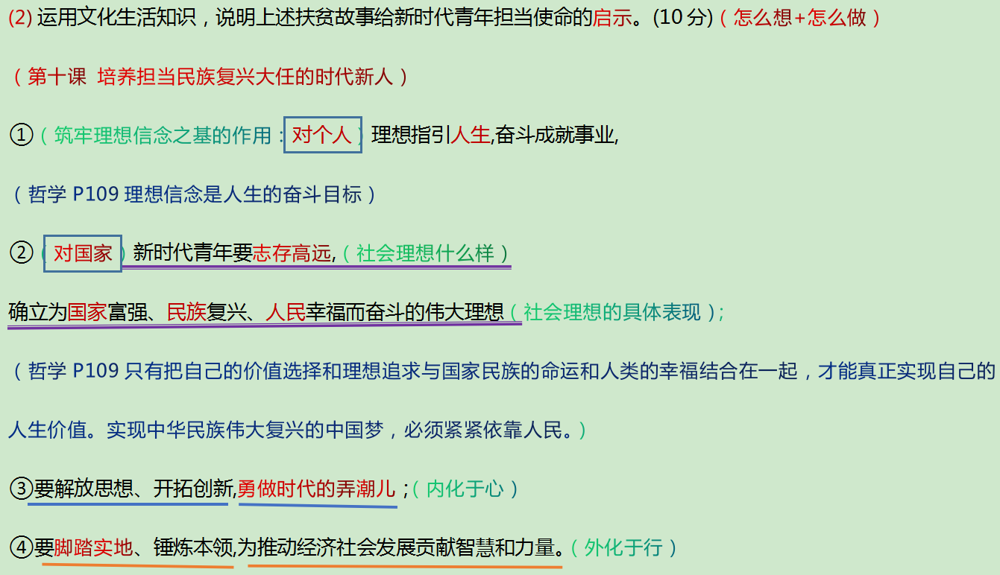 (2) 运用文化生活知识，说明上述扶贫故事给新时代青年担当使命的启示。(10 分)（怎么想+怎么做）
（第十课 培养担当民族复兴大任的时代新人）
①（筑牢理想信念之基的作用：对个人）理想指引人生,奋斗成就事业,
（哲学 P109 理想信念是人生的奋斗目标）
②（对国家）新时代青年要志存高远,（社会理想什么样）
确立为国家富强、民族复兴、人民幸福而奋斗的伟大理想（社会理想的具体表现）;
（哲学 P109 只有把自己的价值选择和理想追求与国家民族的命运和人类的幸福结合在一起，才能真正实现自己的
人生价值。实现中华民族伟大复兴的中国梦，必须紧紧依靠人民。）
③要解放思想、开拓创新,勇做时代的弄潮儿；（内化于心）
④要脚踏实地、锤炼本领,为推动经济社会发展贡献智慧和力量。（外化于行）